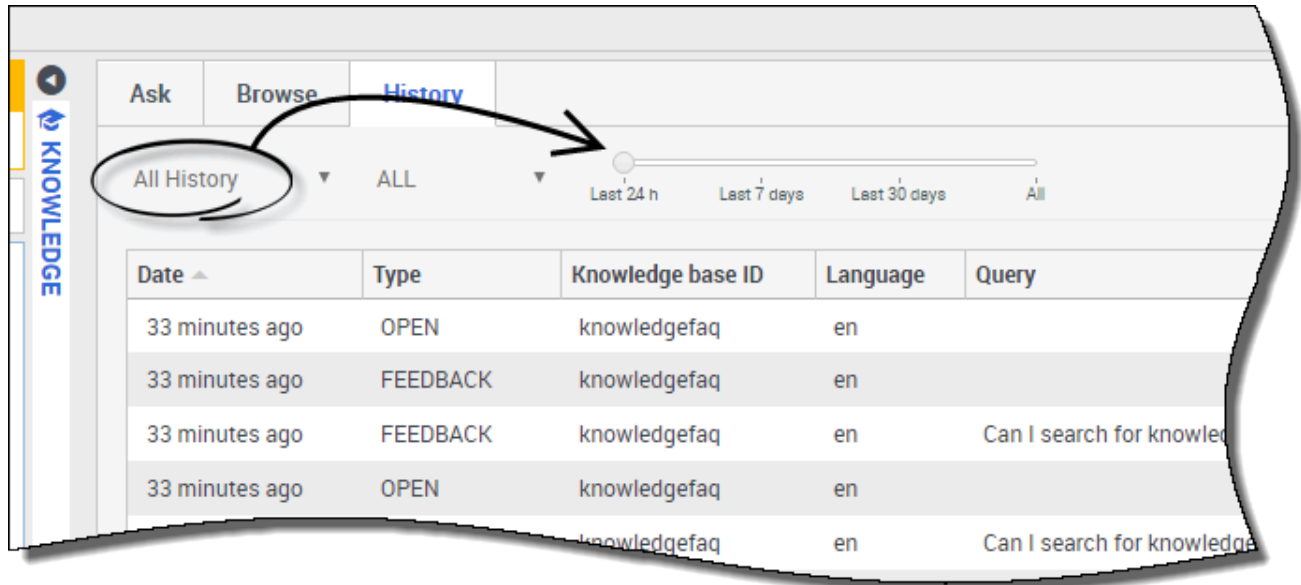 Ask Browse History
KNOWLEDGE
All History ALL
Last 24 h Last 7 days Last 30 days All
Date Type Knowledge base ID Language Query
33 minutes ago OPEN knowledgefaq en
33 minutes ago FEEDBACK knowledgefaq en
33 minutes ago FEEDBACK knowledgefaq en Can I search for knowled
33 minutes ago OPEN knowledgefaq en
knowledgefaq en Can I search for knowledge